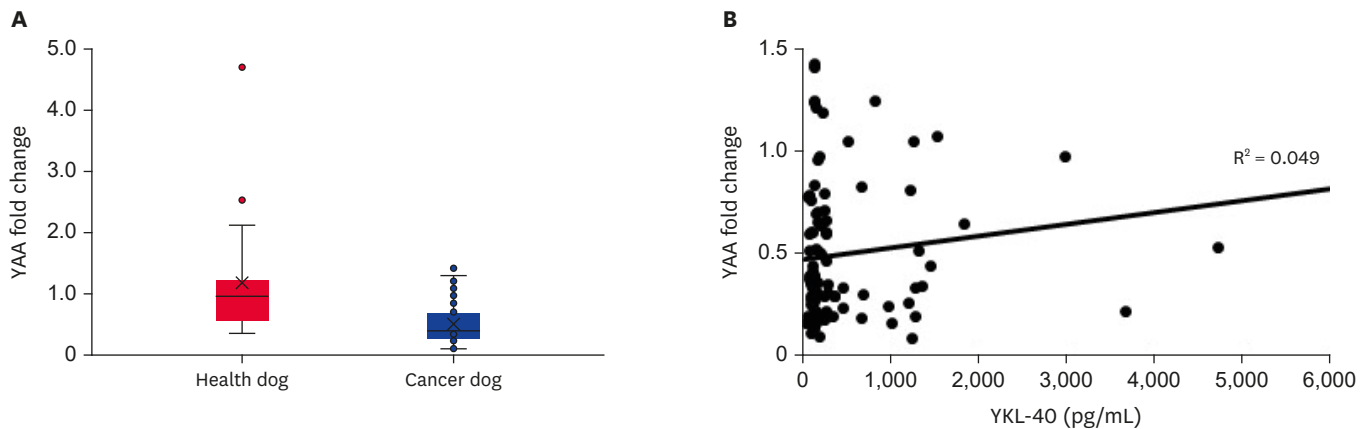 A
YAA fold change
5.0
4.0
3.0
2.0
1.0
0
Health dog
Cancer dog
B
YAA fold change
1.5
1.0
0.5
0
R² = 0.049
0
1,000
2,000
3,000
4,000
5,000
6,000
YKL-40 (pg/mL)